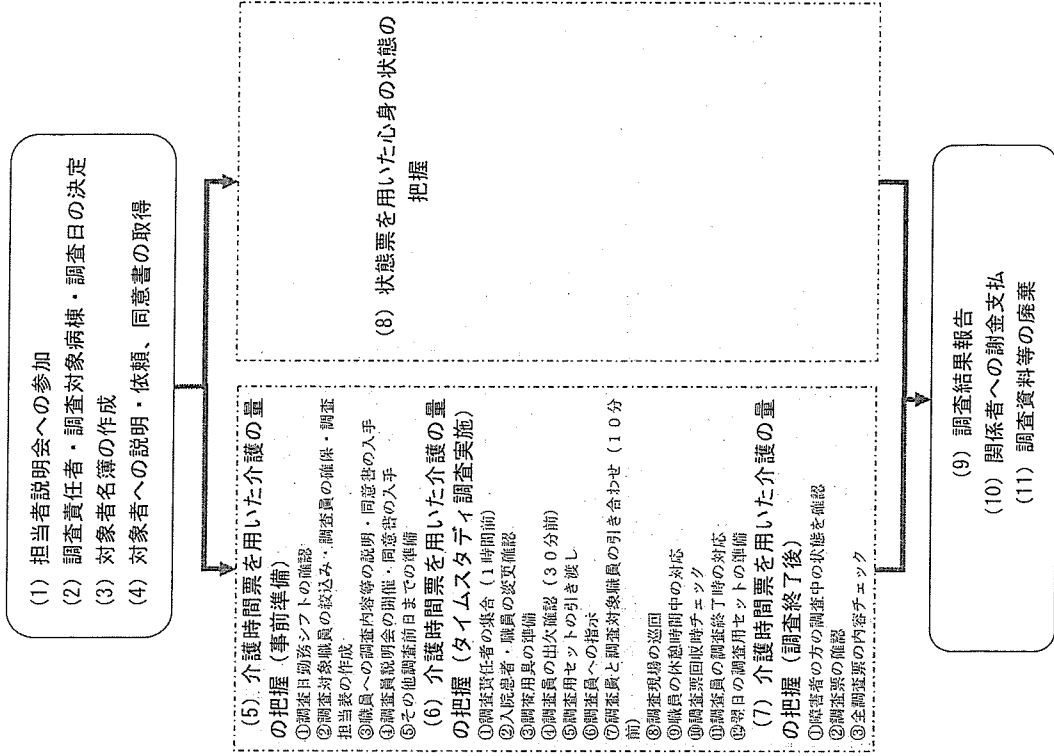 (1) 担当者説明会への参加
(2) 調査責任者・調査対象病棟・調査日の決定
(3) 対象者名簿の作成
(4) 対象者への説明・依頼、同意書の取得
(5) 介護時間票を用いた介護の量
の把握（事前準備）
①調査日勤務シフトの確認
②調査対象職員の絞込み・調査員の確保・調査
担当表の作成
③職員への調査内容等の説明・同意書の入手
④調査員説明会の開催・同意書の入手
⑤その他調査前日までの準備
(6) 介護時間票を用いた介護の量
の把握（タイムスタディ調査実施）
①調査責任者の集合（1時間前）
②入院患者・職員の変更確認
③調査用具の準備
④調査員の出欠確認（30分前）
⑤調査用セットの引き渡し
⑥調査員への指示
⑦調査員と調査対象職員の引き合わせ（10分
前）
⑧調査現場の巡回
⑨職員の休憩時間中の対応
⑩調査票回収時チェック
⑪調査員の調査終了時の対応
⑫翌日の調査用セットの準備
(7) 介護時間票を用いた介護の量
の把握（調査終了後）
①障害者の方の調査中の状態を確認
②調査票の確認
③全調査票の内容チェック
(8) 状態票を用いた心身の状態の
把握
(9) 調査結果報告
(10) 関係者への謝金支払
(11) 調査資料等の廃棄